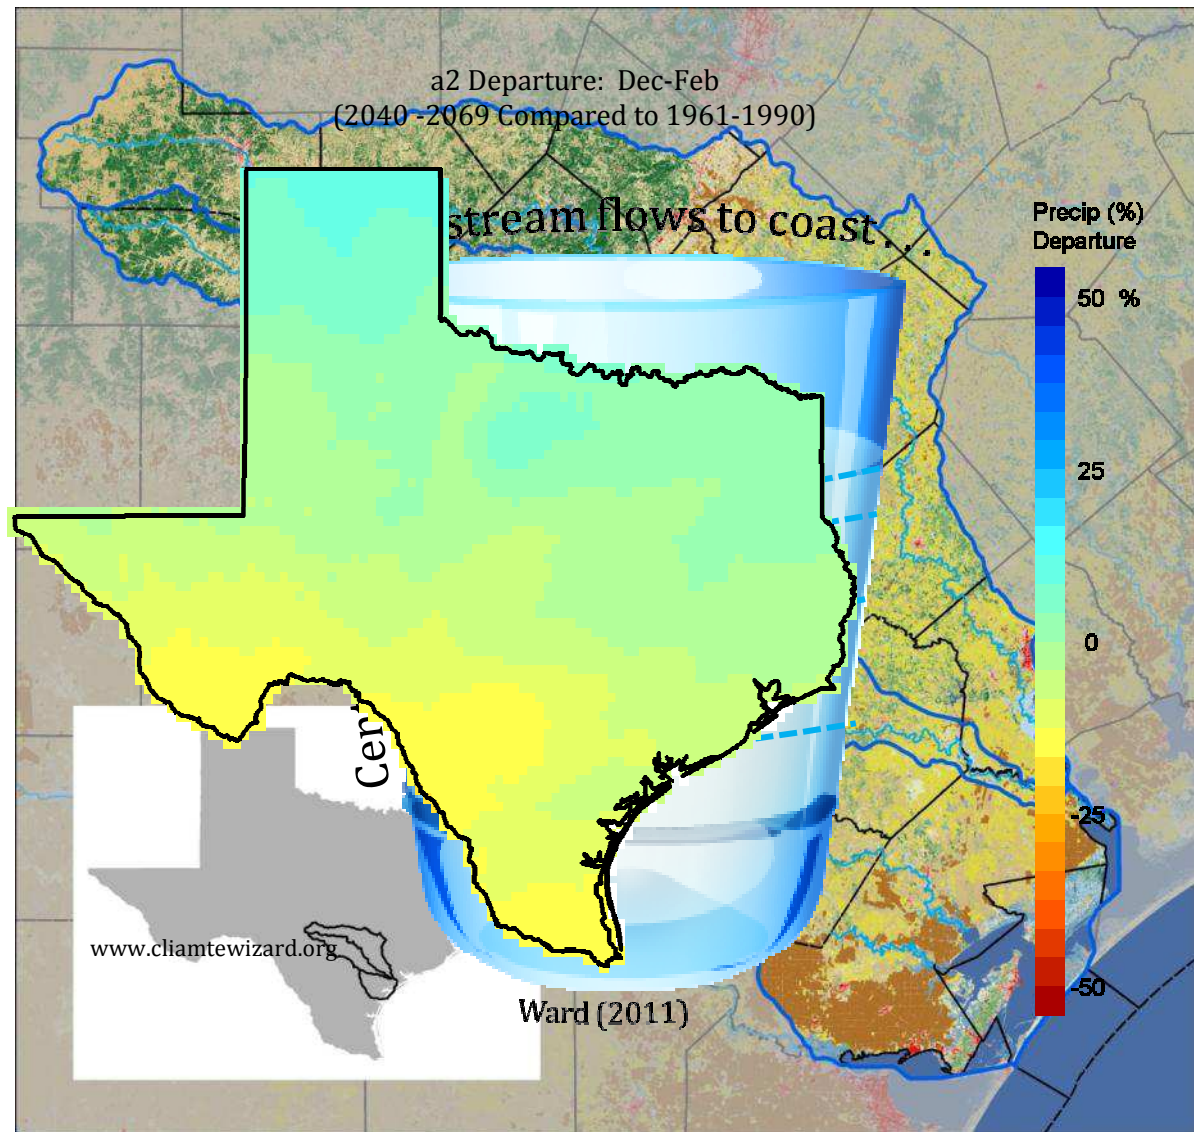 a2 Departure: Dec-Feb
(2040 -2069 Compared to 1961-1990)
stream flows to coast . . .
Precip (%)
Departure
50 %
25
0
-25
-50
www.cliamtewizard.org
Ward (2011)